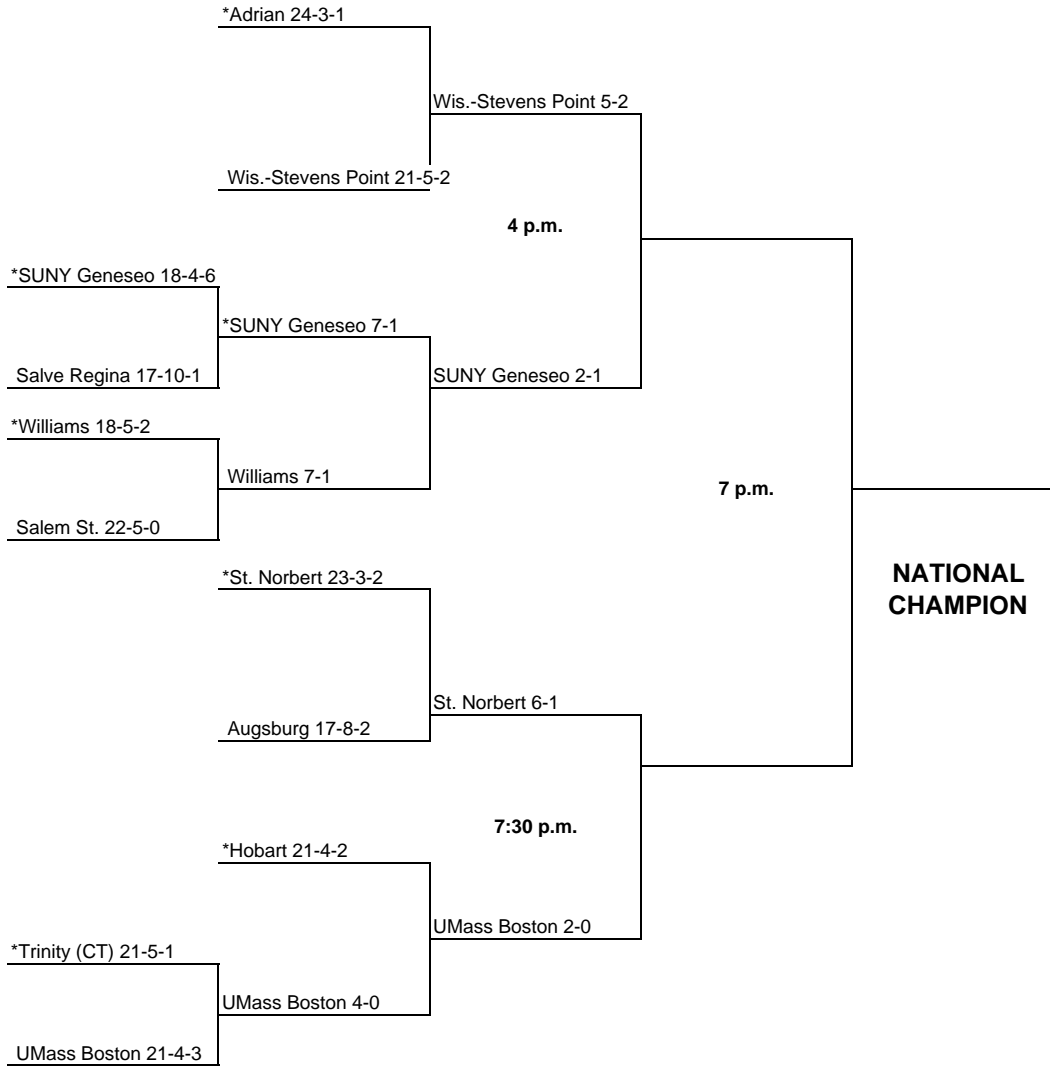 *Adrian 24-3-1
Wis.-Stevens Point 5-2
Wis.-Stevens Point 21-5-2
4 p.m.
*SUNY Geneseo 18-4-6
*SUNY Geneseo 7-1
Salve Regina 17-10-1
SUNY Geneseo 2-1
*Williams 18-5-2
Williams 7-1
7 p.m.
Salem St. 22-5-0
*St. Norbert 23-3-2
NATIONAL
CHAMPION
St. Norbert 6-1
Augsburg 17-8-2
7:30 p.m.
*Hobart 21-4-2
UMass Boston 2-0
*Trinity (CT) 21-5-1
UMass Boston 4-0
UMass Boston 21-4-3